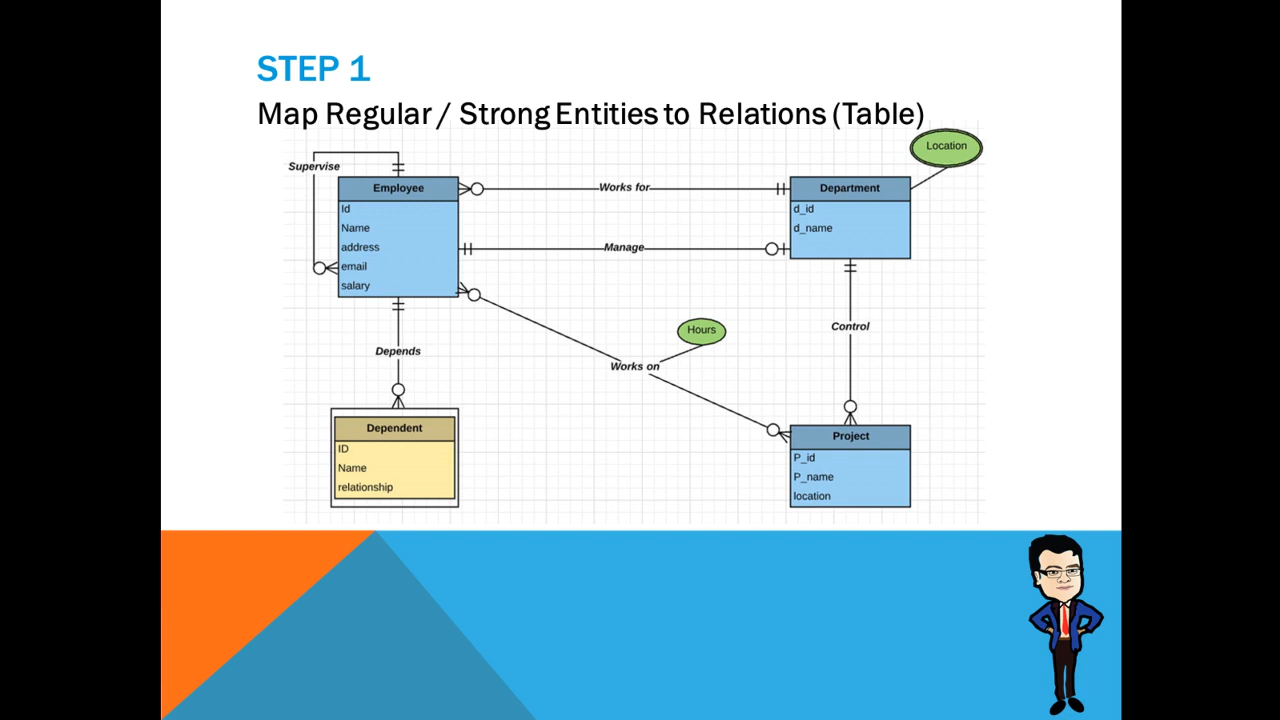 STEP 1
Map Regular / Strong Entities to Relations (Table)
Location
Supervise
Employee
Works for
Department
Id
Name
address
email
salary
d_id
d_name
Manage
Hours
Control
Depends
Works on
Dependent
ID
Name
relationship
Project
P_id
P_name
location